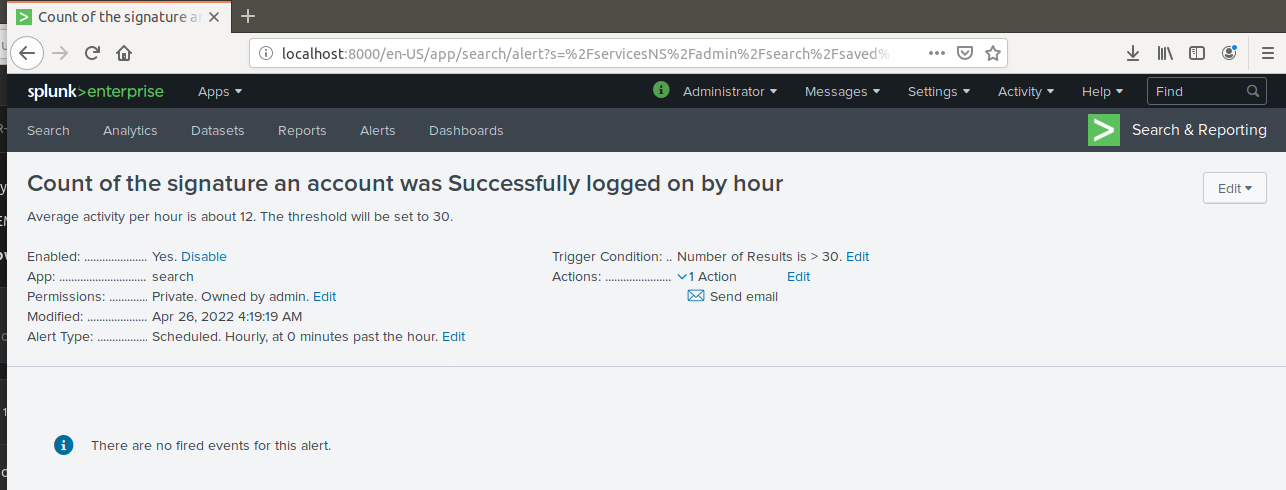 Count of the signature an
localhost:8000/en-US/app/search/alert?s=%2FservicesNS%2Fadmin%2Fsearch%2Fsaved%
splunk>enterprise Apps Administrator Messages Settings Activity Help Find
Search Analytics Datasets Reports Alerts Dashboards Search & Reporting
Count of the signature an account was Successfully logged on by hour
Edit
Average activity per hour is about 12. The threshold will be set to 30.
Enabled: ..................... Yes. Disable
App: ............................. search
Permissions: ............. Private. Owned by admin. Edit
Modified: .................... Apr 26, 2022 4:19:19 AM
Alert Type: ................. Scheduled. Hourly, at 0 minutes past the hour. Edit
Trigger Condition: .. Number of Results is > 30. Edit
Actions: ...................... 1 Action Edit
Send email
There are no fired events for this alert.